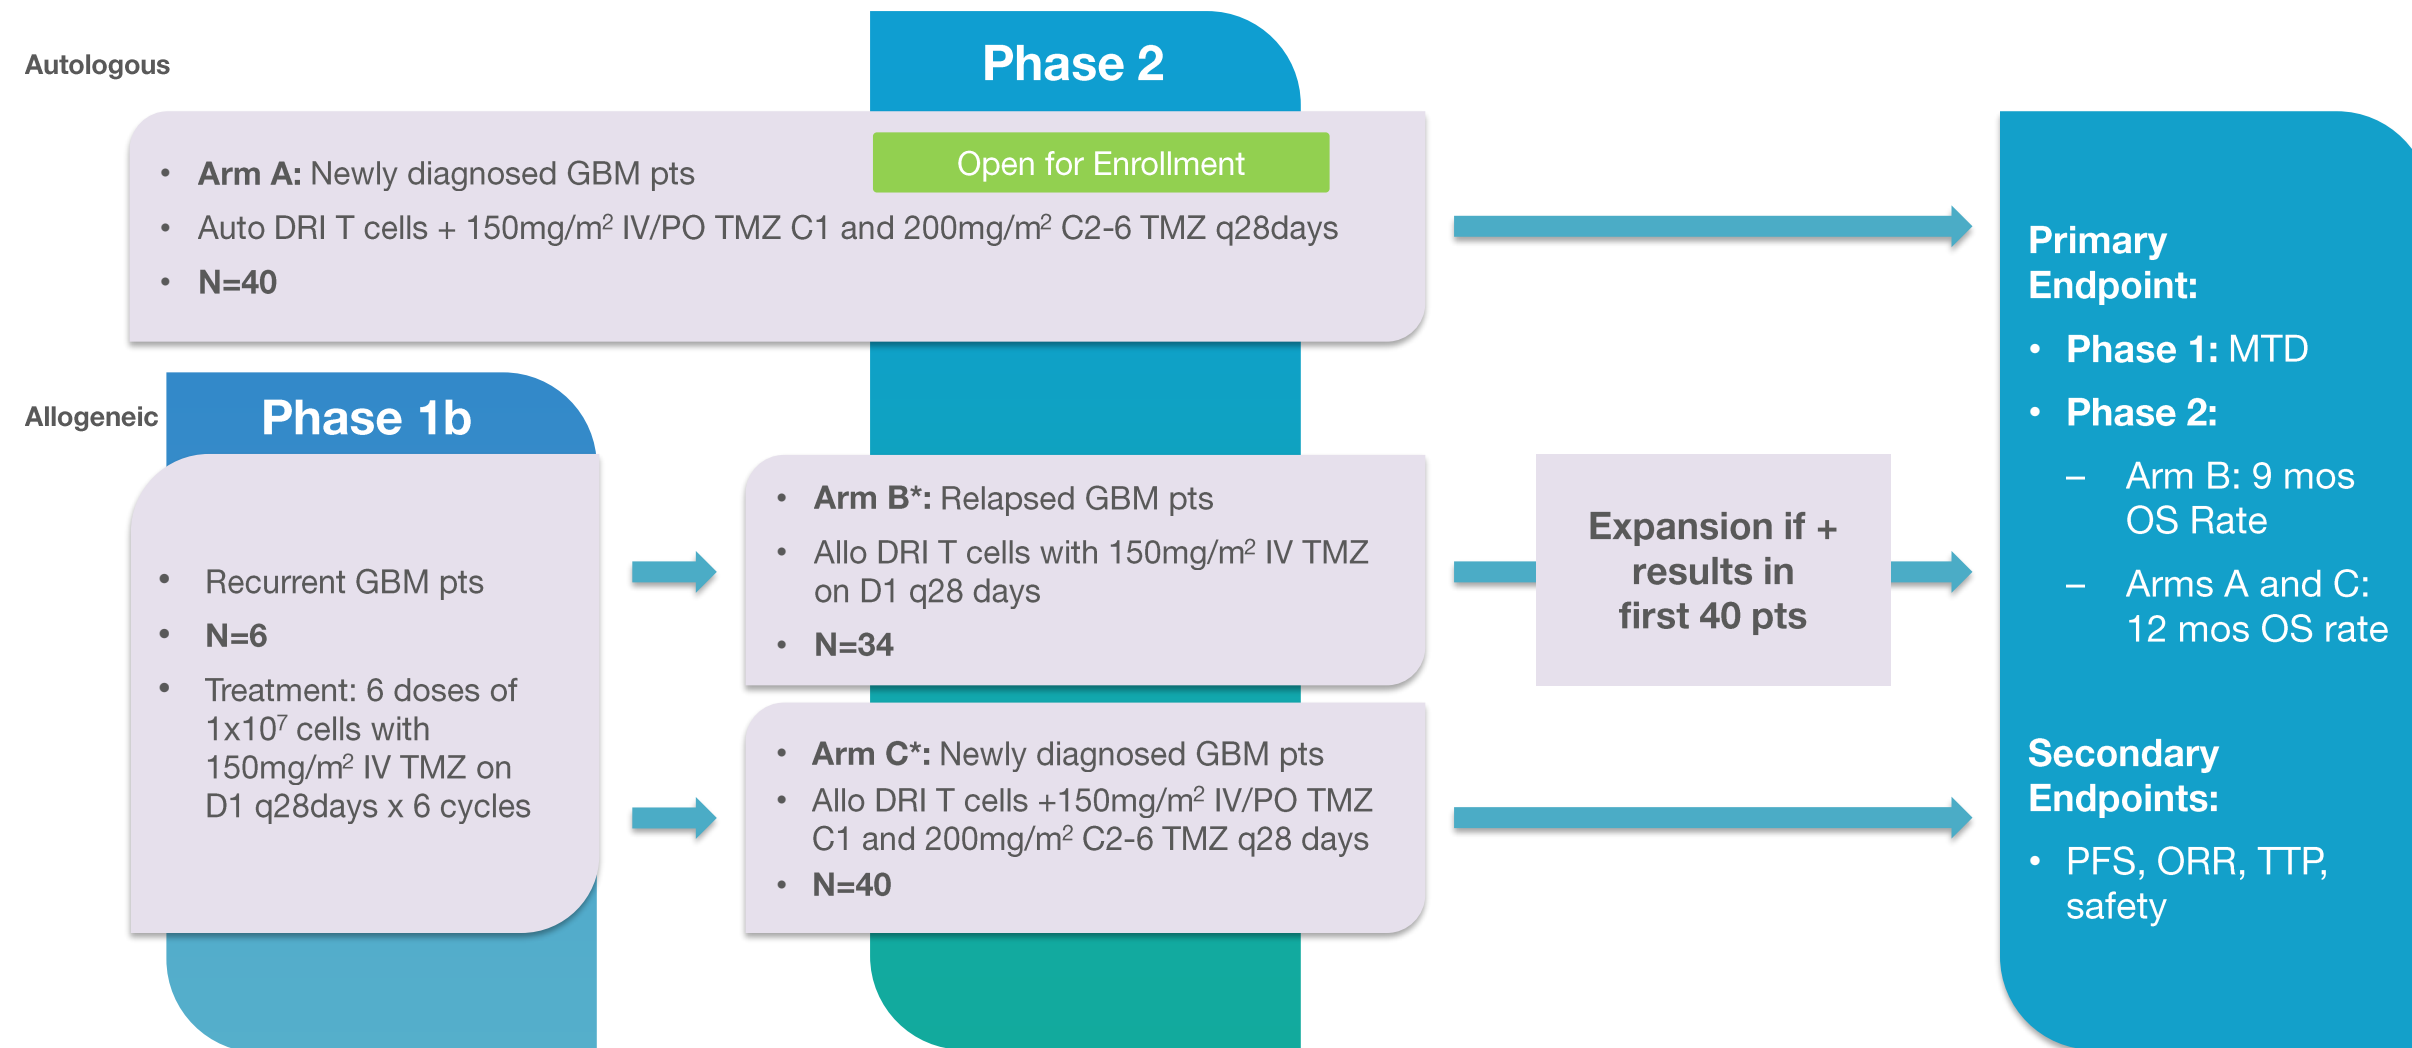 Autologous
Phase 2
Open for Enrollment
• Arm A: Newly diagnosed GBM pts
• Auto DRI T cells + 150mg/m² IV/PO TMZ C1 and 200mg/m² C2-6 TMZ q28days
• N=40
Allogeneic
Phase 1b
• Recurrent GBM pts
• N=6
• Treatment: 6 doses of
1x10⁷ cells with
150mg/m² IV TMZ on
D1 q28days x 6 cycles
• Arm B*: Relapsed GBM pts
• Allo DRI T cells with 150mg/m² IV TMZ
on D1 q28 days
• N=34
Expansion if +
results in
first 40 pts
• Arm C*: Newly diagnosed GBM pts
• Allo DRI T cells +150mg/m² IV/PO TMZ
C1 and 200mg/m² C2-6 TMZ q28 days
• N=40
Primary
Endpoint:
• Phase 1: MTD
• Phase 2:
– Arm B: 9 mos
OS Rate
– Arms A and C:
12 mos OS rate
Secondary
Endpoints:
• PFS, ORR, TTP,
safety